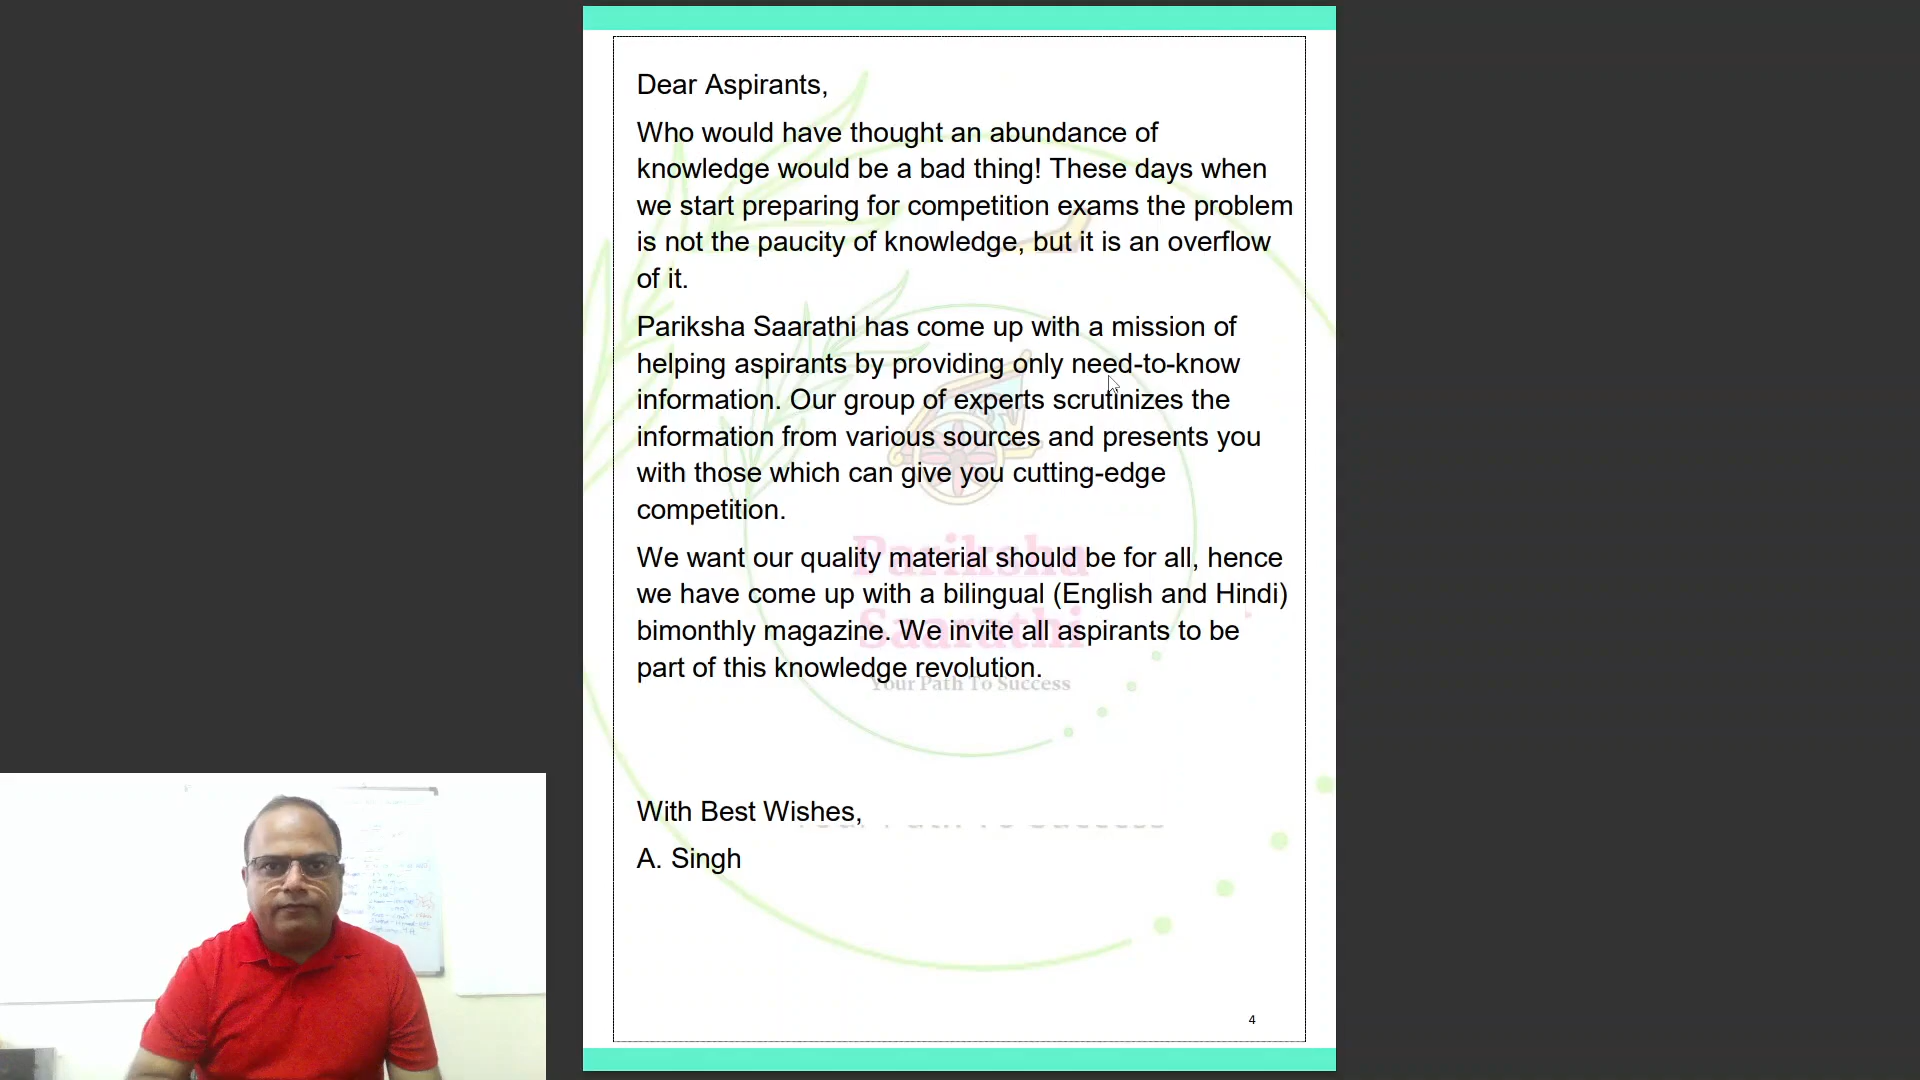 Dear Aspirants,
Who would have thought an abundance of
knowledge would be a bad thing! These days when
we start preparing for competition exams the problem
is not the paucity of knowledge, but it is an overflow
of it.
Pariksha Saarathi has come up with a mission of
helping aspirants by providing only need-to-know
information. Our group of experts scrutinizes the
information from various sources and presents you
with those which can give you cutting-edge
competition.
We want our quality material should be for all, hence
we have come up with a bilingual (English and Hindi)
bimonthly magazine. We invite all aspirants to be
part of this knowledge revolution.
Pariksha
Saarathi
Your Path To Success
With Best Wishes,
A. Singh
4